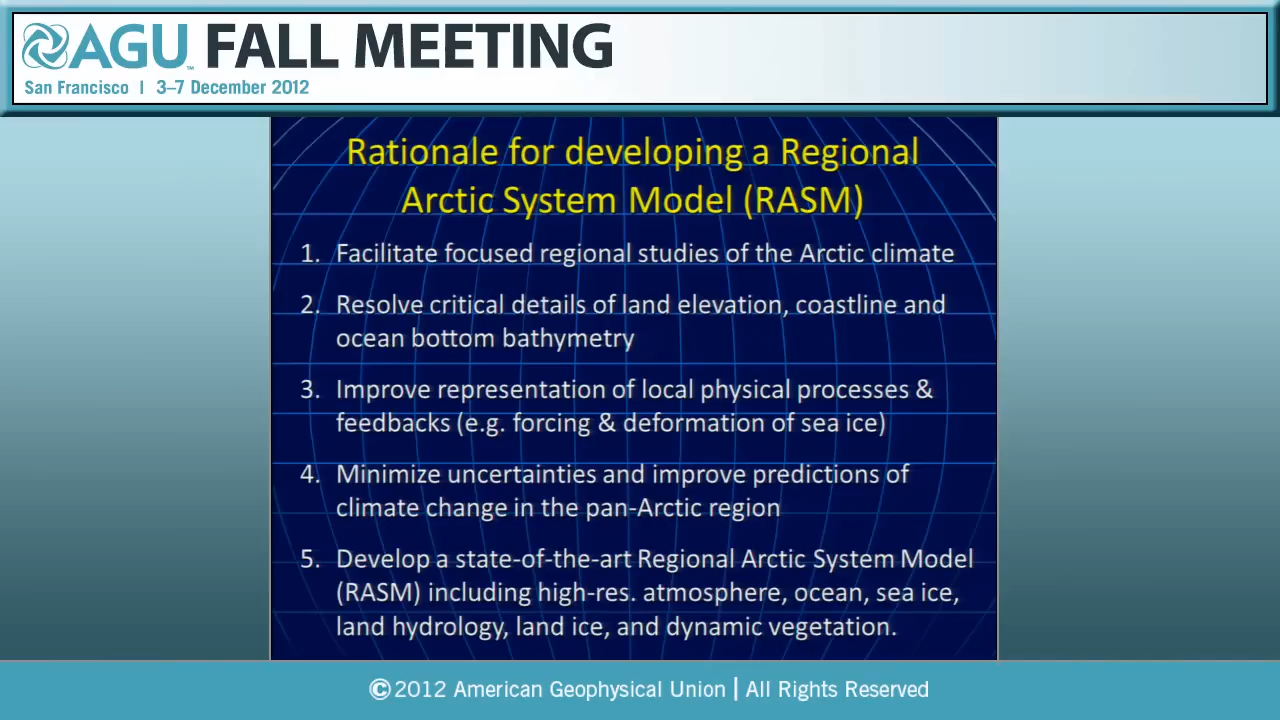 AGU™ FALL MEETING
San Francisco | 3–7 December 2012
Rationale for developing a Regional
Arctic System Model (RASM)
1. Facilitate focused regional studies of the Arctic climate
2. Resolve critical details of land elevation, coastline and
ocean bottom bathymetry
3. Improve representation of local physical processes &
feedbacks (e.g. forcing & deformation of sea ice)
4. Minimize uncertainties and improve predictions of
climate change in the pan-Arctic region
5. Develop a state-of-the-art Regional Arctic System Model
(RASM) including high-res. atmosphere, ocean, sea ice,
land hydrology, land ice, and dynamic vegetation.
©2012 American Geophysical Union | All Rights Reserved